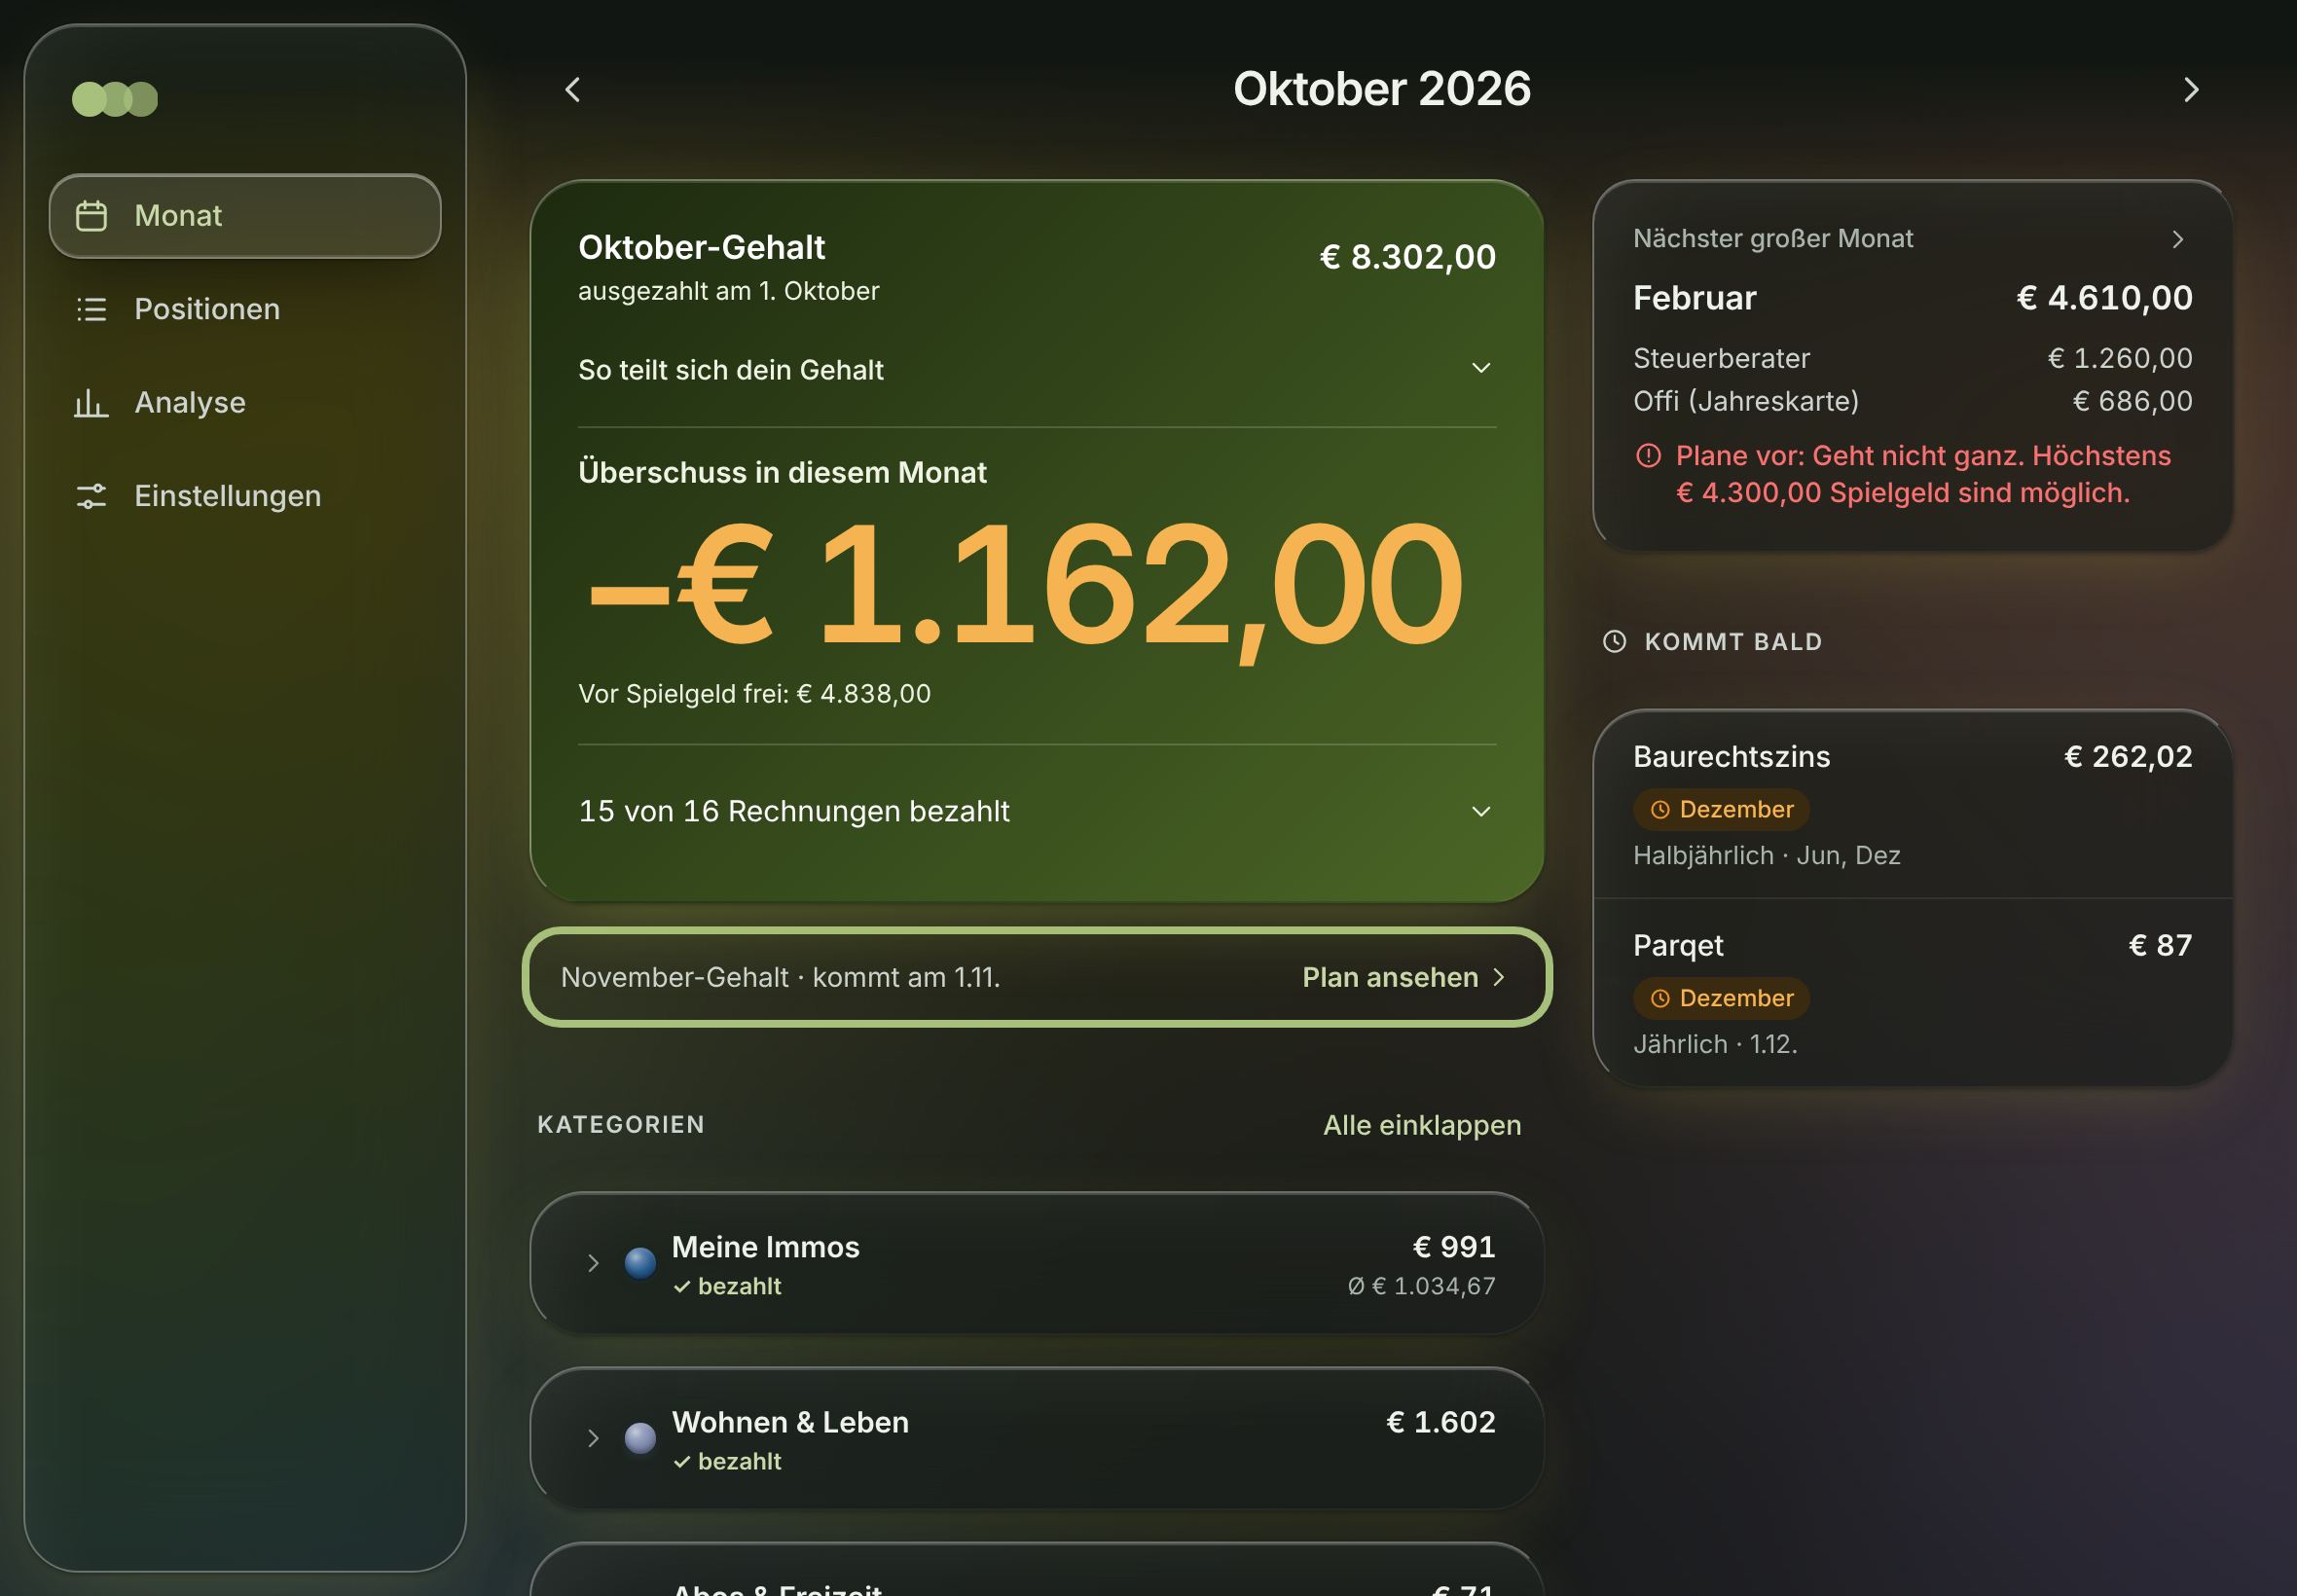 Monat
Positionen
Analyse
Einstellungen
Oktober 2026
Oktober-Gehalt
€ 8.302,00
ausgezahlt am 1. Oktober
So teilt sich dein Gehalt
Überschuss in diesem Monat
–€ 1.162,00
Vor Spielgeld frei: € 4.838,00
15 von 16 Rechnungen bezahlt
November-Gehalt · kommt am 1.11.
Plan ansehen
KATEGORIEN
Alle einklappen
Meine Immos
€ 991
bezahlt
Ø € 1.034,67
Wohnen & Leben
€ 1.602
bezahlt
Abos & Freizeit
€ 71
Nächster großer Monat
Februar
€ 4.610,00
Steuerberater
€ 1.260,00
Offi (Jahreskarte)
€ 686,00
Plane vor: Geht nicht ganz. Höchstens
€ 4.300,00 Spielgeld sind möglich.
KOMMT BALD
Baurechtszins
€ 262,02
Dezember
Halbjährlich · Jun, Dez
Parqet
€ 87
Dezember
Jährlich · 1.12.